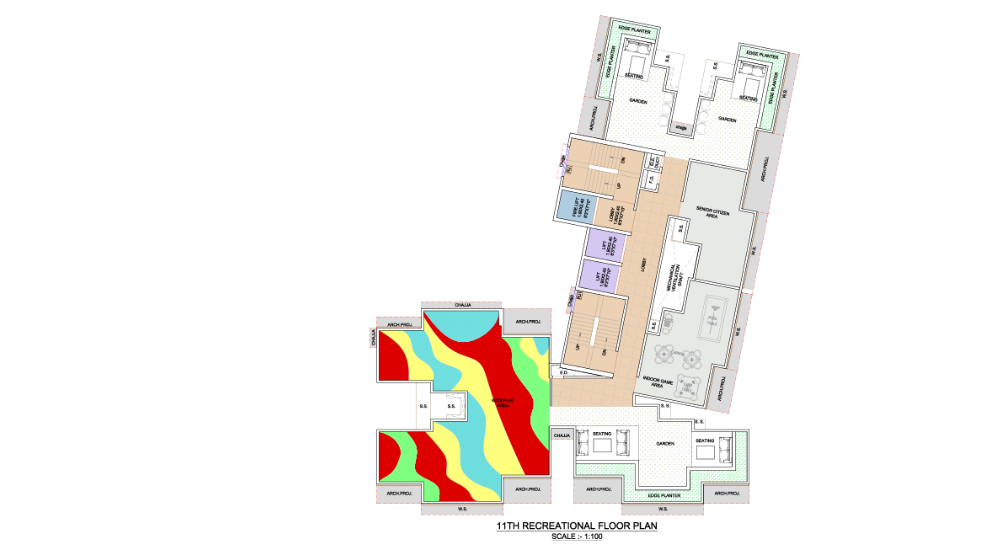 EDGE PLANTER
EDGE PLANTER
W.S.
S.S.
SEATING
GARDEN
ARCH.PROJ.
EDGE PLANTER
EDGE PLANTER
W.S.
S.S.
SEATING
GARDEN
ARCH.PROJ.
DN
UP
F.D.
LOBBY
LIFT
LIFT
LOBBY
SENIOR CITIZEN
AREA
W.S.
S.S.
MECHANICAL
VENTILATION
SHAFT
S.S.
W.S.
INDOOR GAME
AREA
ARCH.PROJ.
UP
DN
F.D.
CHAJJA
ARCH.PROJ.
ARCH.PROJ.
CHAJJA
S.S.
S.S.
S.S.
S.S.
CHAJJA
SEATING
GARDEN
SEATING
ARCH.PROJ.
ARCH.PROJ.
ARCH.PROJ.
EDGE PLANTER
ARCH.PROJ.
W.S.
W.S.
11TH RECREATIONAL FLOOR PLAN
SCALE :- 1:100